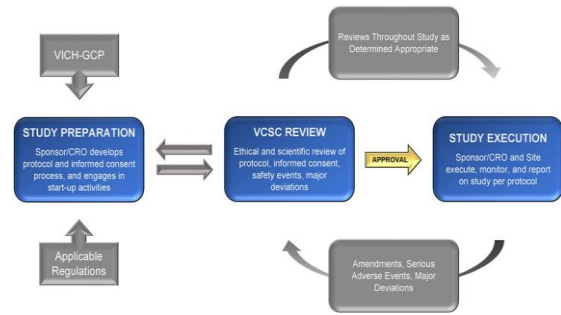 VICH-GCP
Reviews Throughout Study as
Determined Appropriate
STUDY PREPARATION
Sponsor/CRO develops
protocol and informed consent
process, and engages in
start-up activities
VCSC REVIEW
Ethical and scientific review of
protocol, informed consent,
safety events, major
deviations
APPROVAL
STUDY EXECUTION
Sponsor/CRO and Site
execute, monitor, and report
on study per protocol
Applicable
Regulations
Amendments, Serious
Adverse Events, Major
Deviations